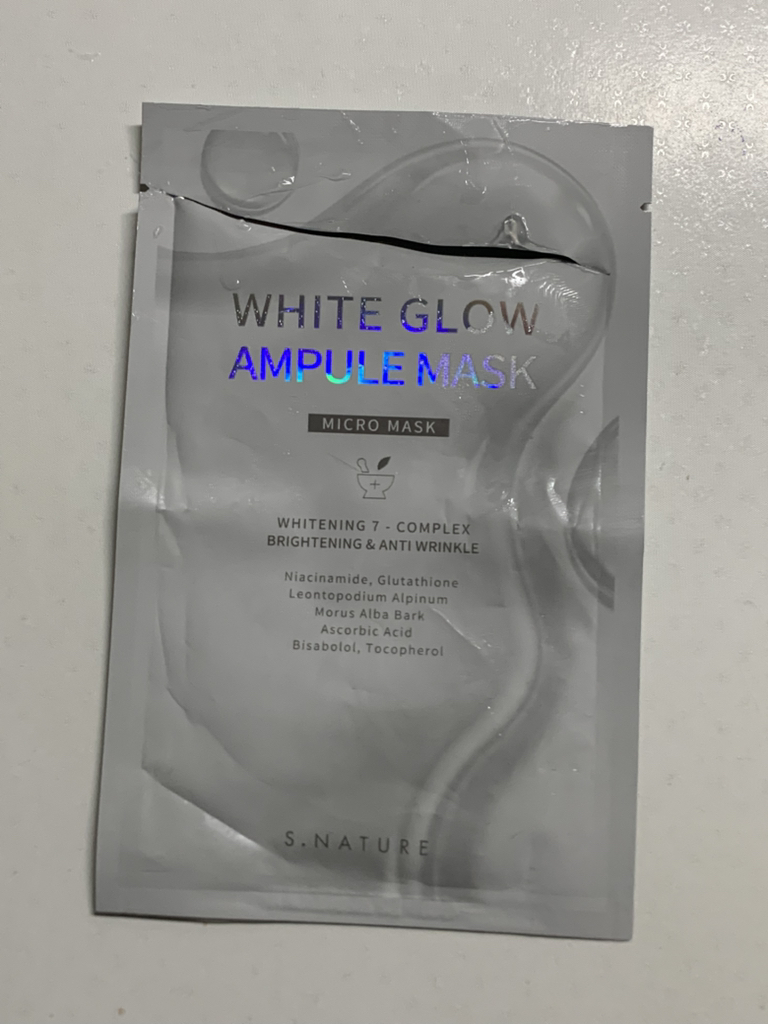 WHITE GLOW
AMPULE MASK
MICRO MASK
WHITENING 7 - COMPLEX
BRIGHTENING & ANTI WRINKLE
Niacinamide, Glutathione
Leontopodium Alpinum
Morus Alba Bark
Ascorbic Acid
Bisabolol, Tocopherol
S.NATURE